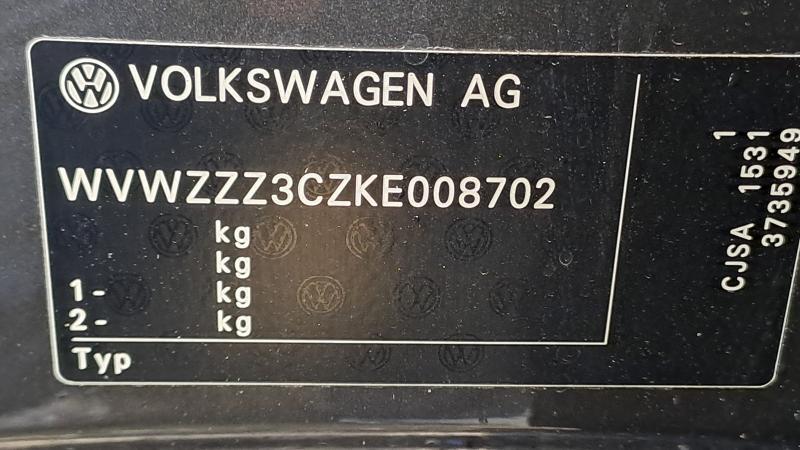 VOLKSWAGEN AG
WVWZZZ3CZKE008702
kg
kg
1- kg
2- kg
Typ
1
CJSA 1531
3735949